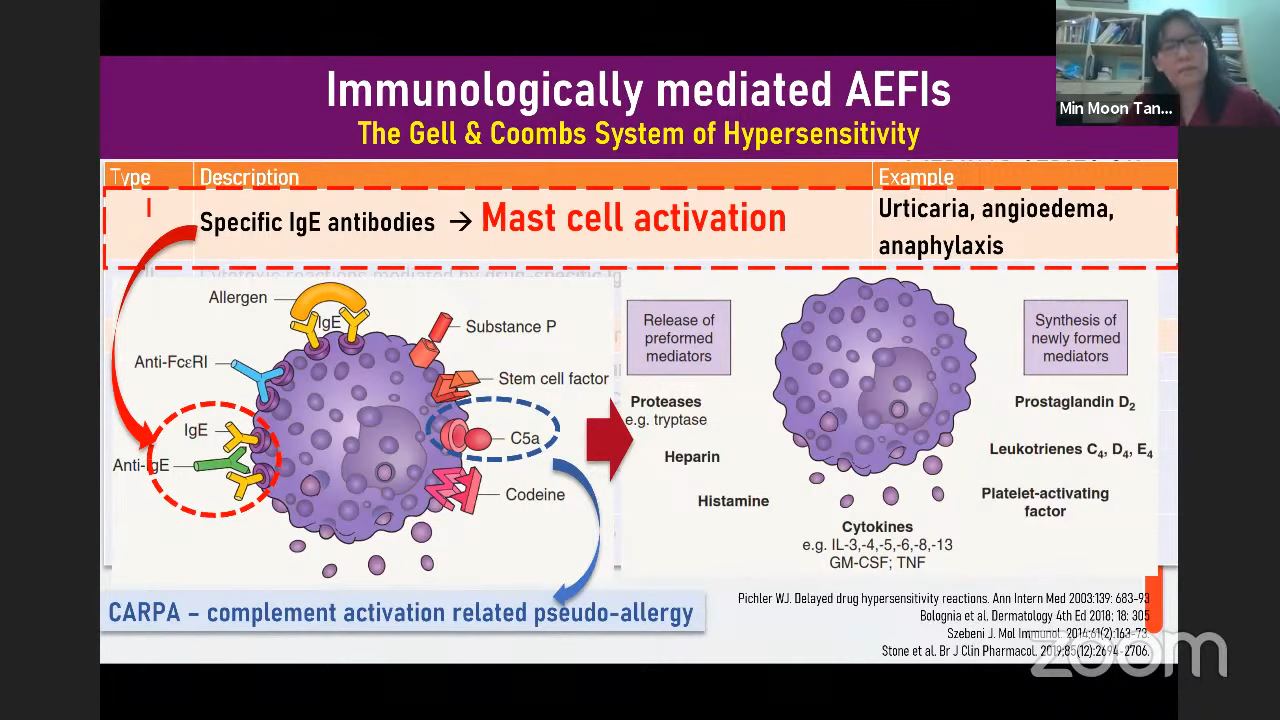 Immunologically mediated AEFIs
The Gell & Coombs System of Hypersensitivity
Min Moon Tan...
Type
Description
Example
I
Specific IgE antibodies → Mast cell activation
Urticaria, angioedema,
anaphylaxis
Allergen
IgE
Substance P
Anti-FcεRI
Stem cell factor
IgE
C5a
Anti-IgE
Codeine
Release of
preformed
mediators
Proteases
e.g. tryptase
Heparin
Histamine
Cytokines
e.g. IL-3,-4,-5,-6,-8,-13
GM-CSF; TNF
Synthesis of
newly formed
mediators
Prostaglandin D2
Leukotrienes C4, D4, E4
Platelet-activating
factor
CARPA – complement activation related pseudo-allergy
Pichler WJ. Delayed drug hypersensitivity reactions. Ann Intern Med 2003:139: 683-93
Bolognia et al. Dermatology 4th Ed 2018; 18: 305
Szebeni J. Mol Immunol. 2014;61(2):163-73.
Stone et al. Br J Clin Pharmacol. 2019;85(12):2694-2706.
zoom